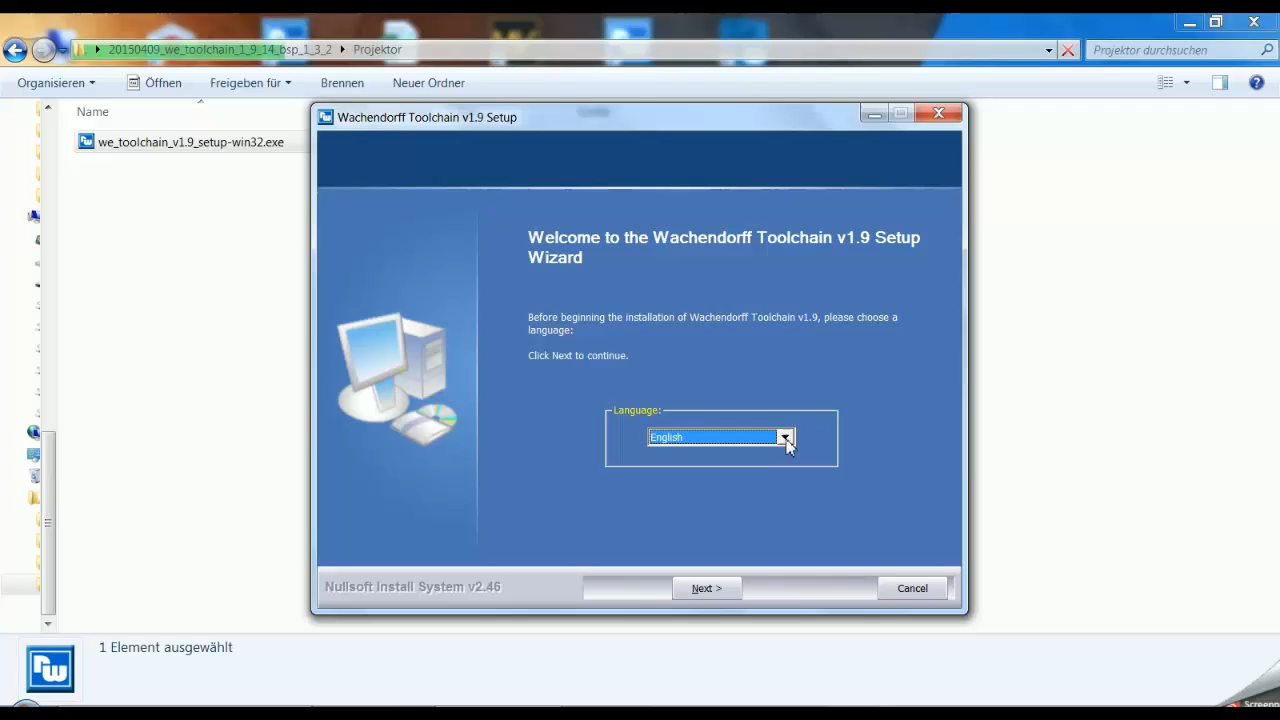 20150409_we_toolchain_1_9_14_bsp_1_3_2
Projektor
Projektor durchsuchen
Organisieren
Öffnen
Freigeben für
Brennen
Neuer Ordner
Name
we_toolchain_v1.9_setup-win32.exe
Wachendorff Toolchain v1.9 Setup
Welcome to the Wachendorff Toolchain v1.9 Setup
Wizard
Before beginning the installation of Wachendorff Toolchain v1.9, please choose a
language:
Click Next to continue.
Language:
English
Nullsoft Install System v2.46
Next >
Cancel
1 Element ausgewählt